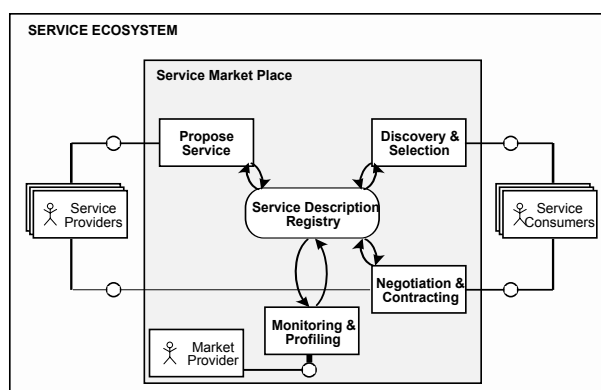 SERVICE ECOSYSTEM
Service Market Place
Propose
Service
Discovery &
Selection
Service
Providers
Service Description
Registry
Service
Consumers
Negotiation &
Contracting
Monitoring &
Profiling
Market
Provider